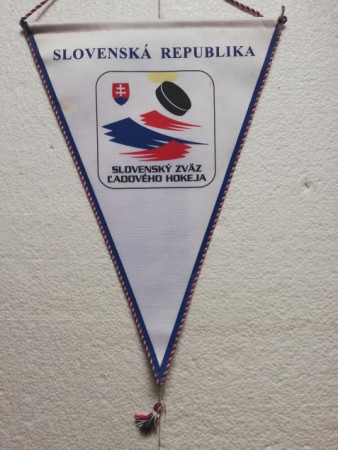 SLOVENSKÁ REPUBLIKA
SLOVENSKÝ ZVÄZ
ĽADOVÉHO HOKEJA